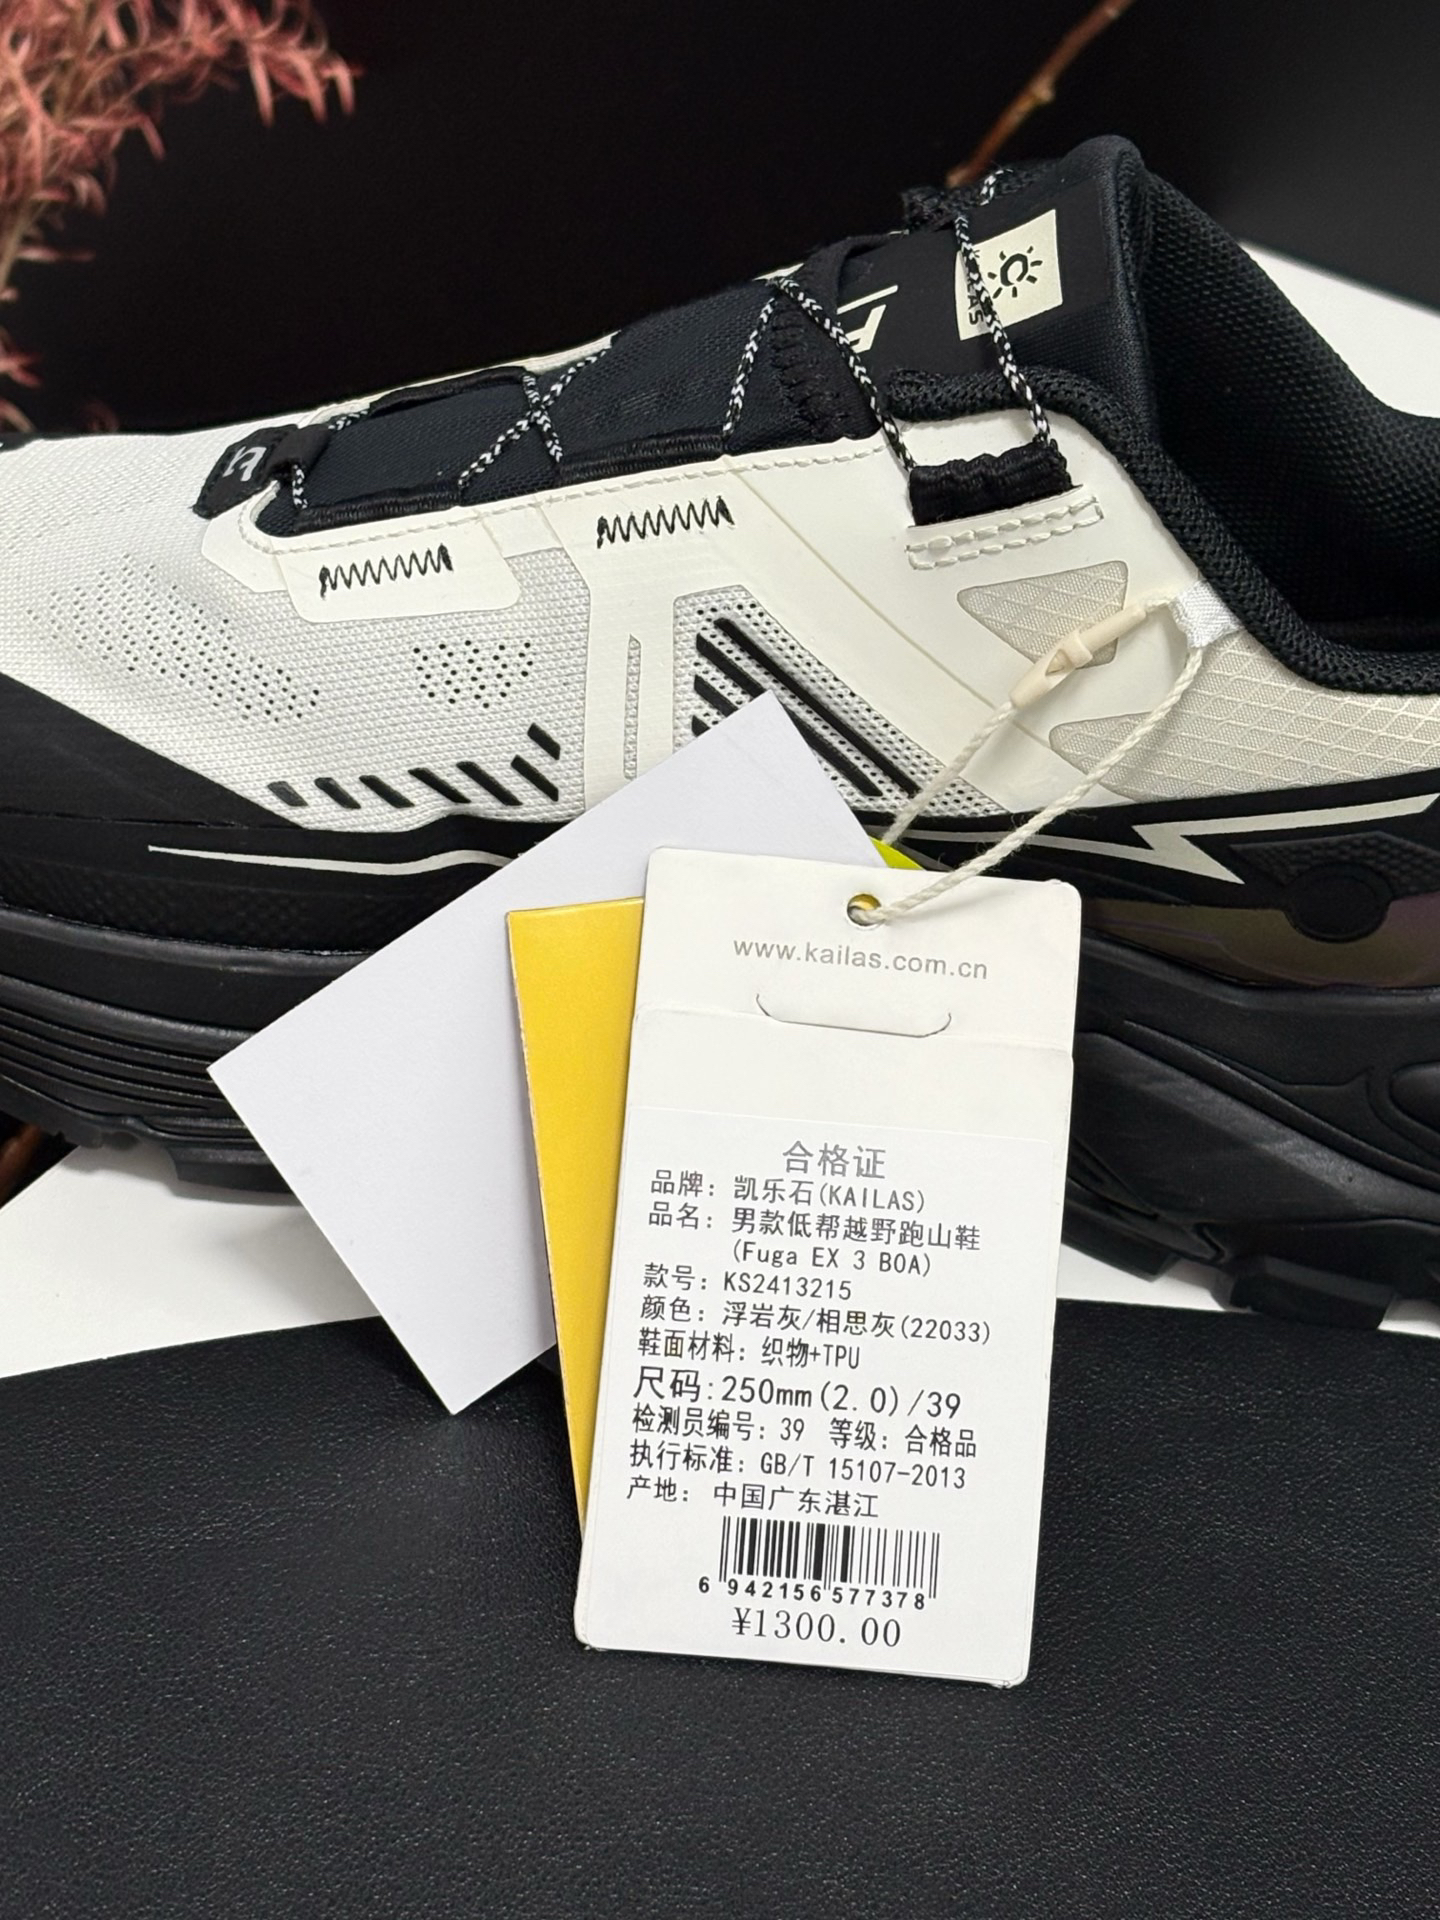 www.kailas.com.cn
合格证
品牌：凯乐石(KAILAS)
品名：男款低帮越野跑山鞋
(Fuga EX 3 BOA)
款号：KS2413215
颜色：浮岩灰/相思灰(22033)
鞋面材料：织物+TPU
尺码:250mm(2.0)/39
检测员编号：39 等级：合格品
执行标准：GB/T 15107-2013
产地：中国广东湛江
6 942156 577378
¥1300.00